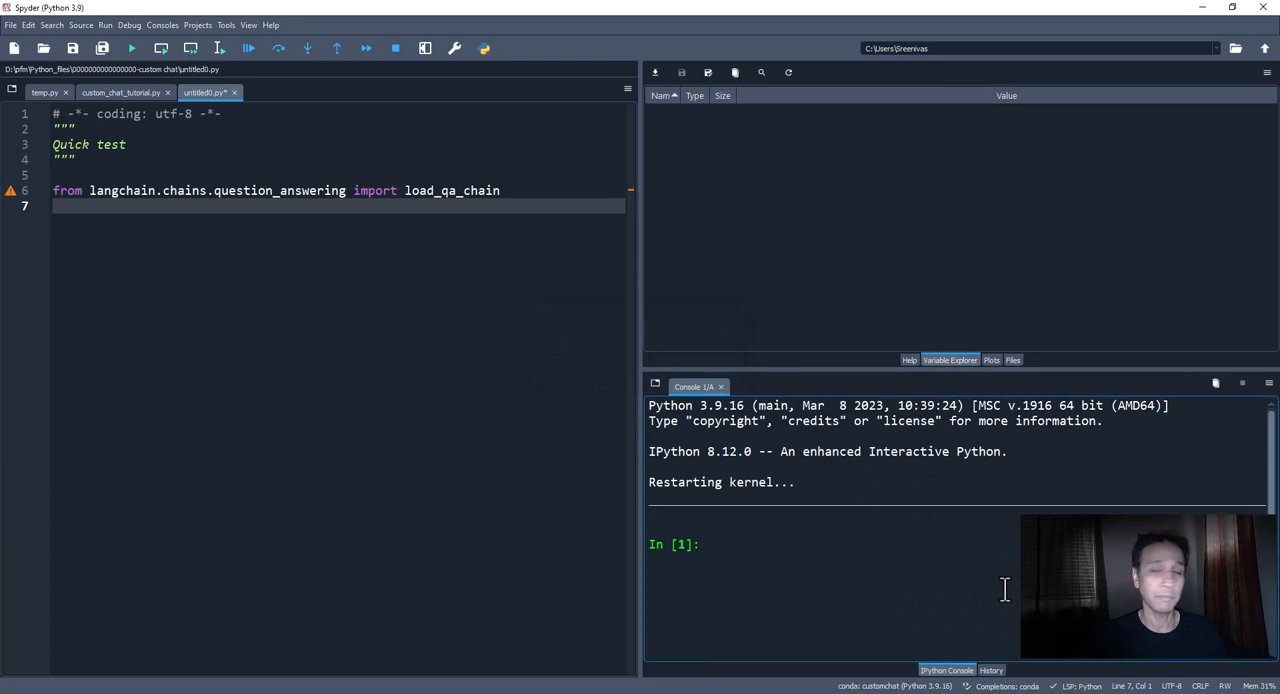 Spyder (Python 3.9)
File Edit Search Source Run Debug Consoles Projects Tools View Help
C:\Users\Sreenivas
D:\pfm\Python_files\0000000000000-custom chat\untitled0.py
temp.py
custom_chat_tutorial.py
untitled0.py*
1 # -*- coding: utf-8 -*-
2 """
3 Quick test
4 """
5
6 from langchain.chains.question_answering import load_qa_chain
7
Nam Type Size Value
Help Variable Explorer Plots Files
Console 1/A
Python 3.9.16 (main, Mar  8 2023, 10:39:24) [MSC v.1916 64 bit (AMD64)]
Type "copyright", "credits" or "license" for more information.
IPython 8.12.0 -- An enhanced Interactive Python.
Restarting kernel...
In [1]:
IPython Console History
conda: customchat (Python 3.9.16) Completions: conda LSP: Python Line 7, Col 1 UTF-8 CRLF RW Mem 31%